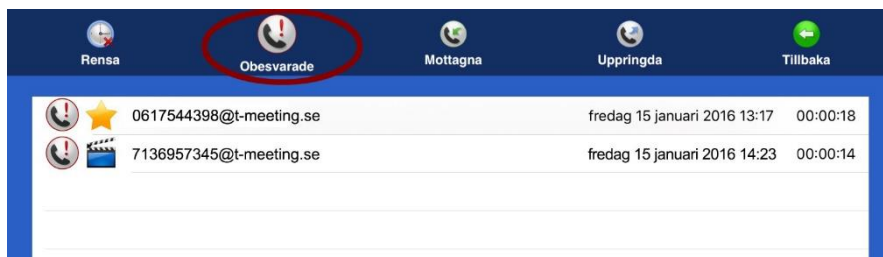 Rensa Obesvarade Mottagna Uppringda Tillbaka
0617544398@t-meeting.se fredag 15 januari 2016 13:17 00:00:18
7136957345@t-meeting.se fredag 15 januari 2016 14:23 00:00:14